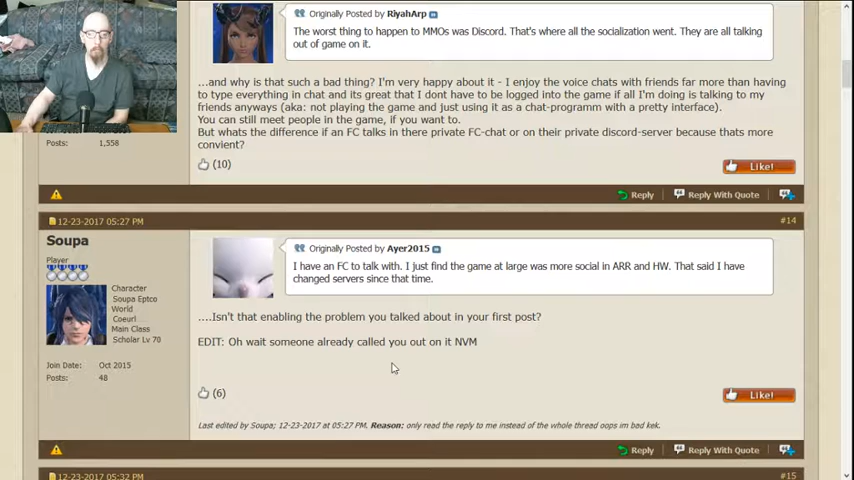 Originally Posted by RiyahArp
The worst thing to happen to MMOs was Discord. That's where all the socialization went. They are all talking
out of game on it.
...and why is that such a bad thing? I'm very happy about it - I enjoy the voice chats with friends far more than having
to type everything in chat and its great that I dont have to be logged into the game if all I'm doing is talking to my
friends anyways (aka: not playing the game and just using it as a chat-programm with a pretty interface).
You can still meet people in the game, if you want to.
But whats the difference if an FC talks in there private FC-chat or on their private discord-server because thats more
convient?
Posts: 1,558
(10)
Like!
Reply
Reply With Quote
12-23-2017 05:27 PM
#14
Soupa
Player
Character
Soupa Eptco
World
Coeurl
Main Class
Scholar Lv 70
Join Date: Oct 2015
Posts: 48
Originally Posted by Ayer2015
I have an FC to talk with. I just find the game at large was more social in ARR and HW. That said I have
changed servers since that time.
....Isn't that enabling the problem you talked about in your first post?
EDIT: Oh wait someone already called you out on it NVM
(6)
Like!
Last edited by Soupa; 12-23-2017 at 05:27 PM. Reason: only read the reply to me instead of the whole thread oops im bad kek.
Reply
Reply With Quote
12-23-2017 05:32 PM
#15